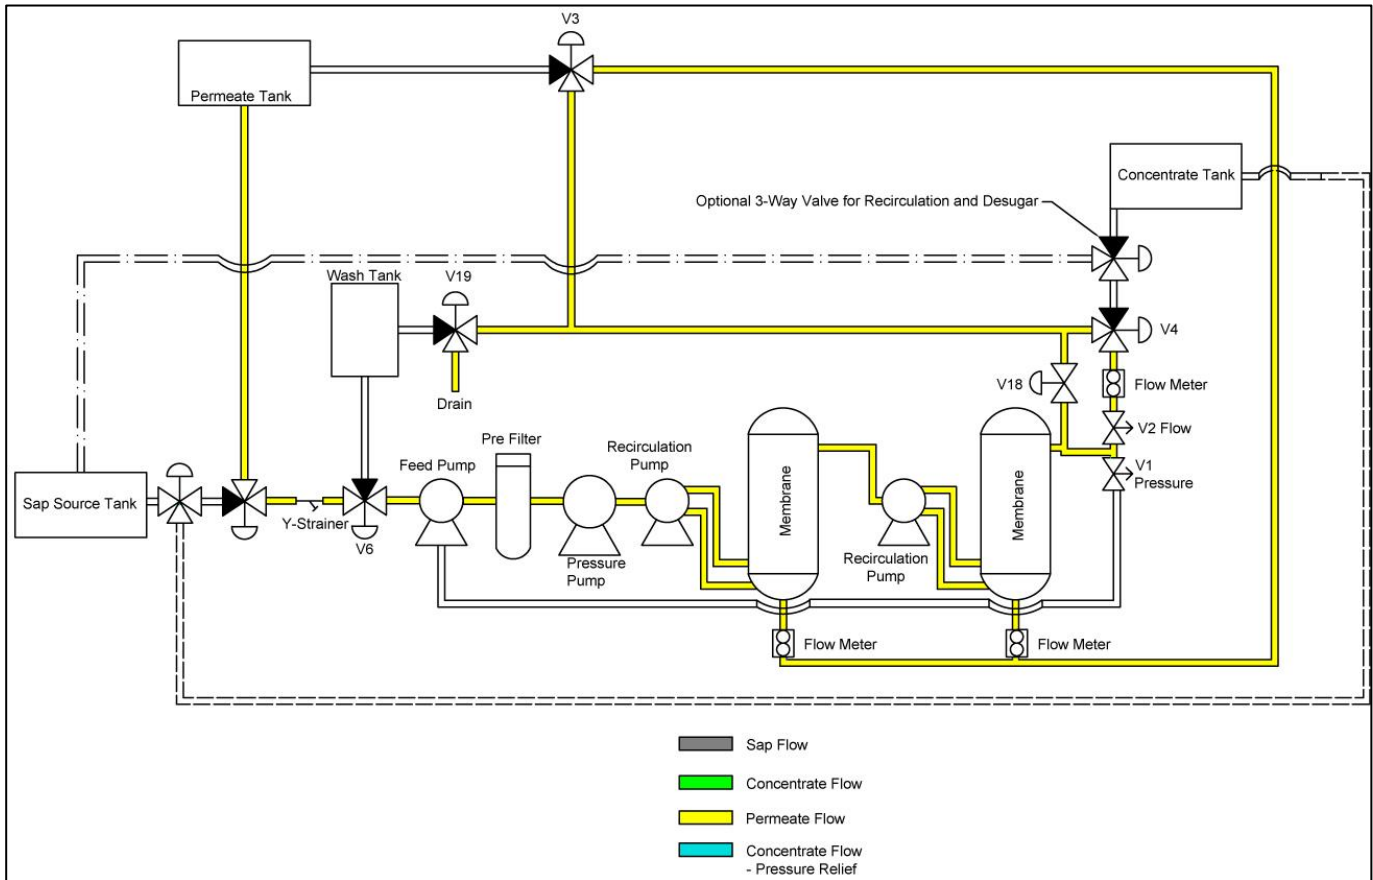 V3
Permeate Tank
Concentrate Tank
Optional 3-Way Valve for Recirculation and Desugar
Wash Tank
V19
V4
V18
Flow Meter
Drain
V2 Flow
Pre Filter
Recirculation
Pump
Feed Pump
Membrane
Membrane
V1
Pressure
Sap Source Tank
Y-Strainer
V6
Pressure
Pump
Recirculation
Pump
Flow Meter
Flow Meter
Sap Flow
Concentrate Flow
Permeate Flow
Concentrate Flow
- Pressure Relief